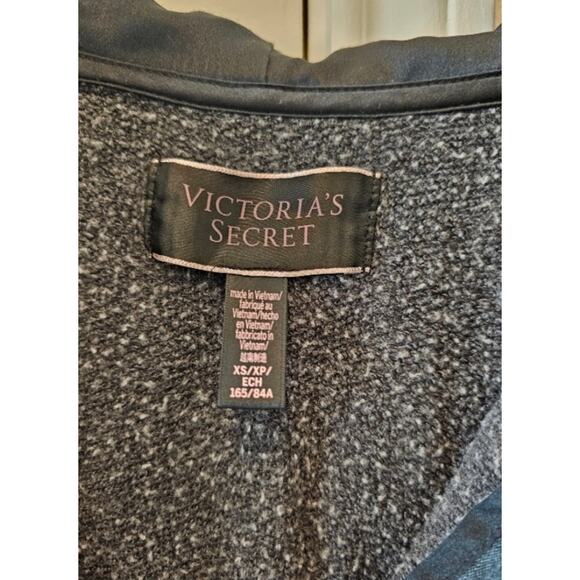 VICTORIA'S
SECRET
made in Vietnam/
fabriqué au
Vietnam/hecho
en Vietnam/
fabbricato in
Vietnam/
越南制造
XS/XP/
ECH
165/84A